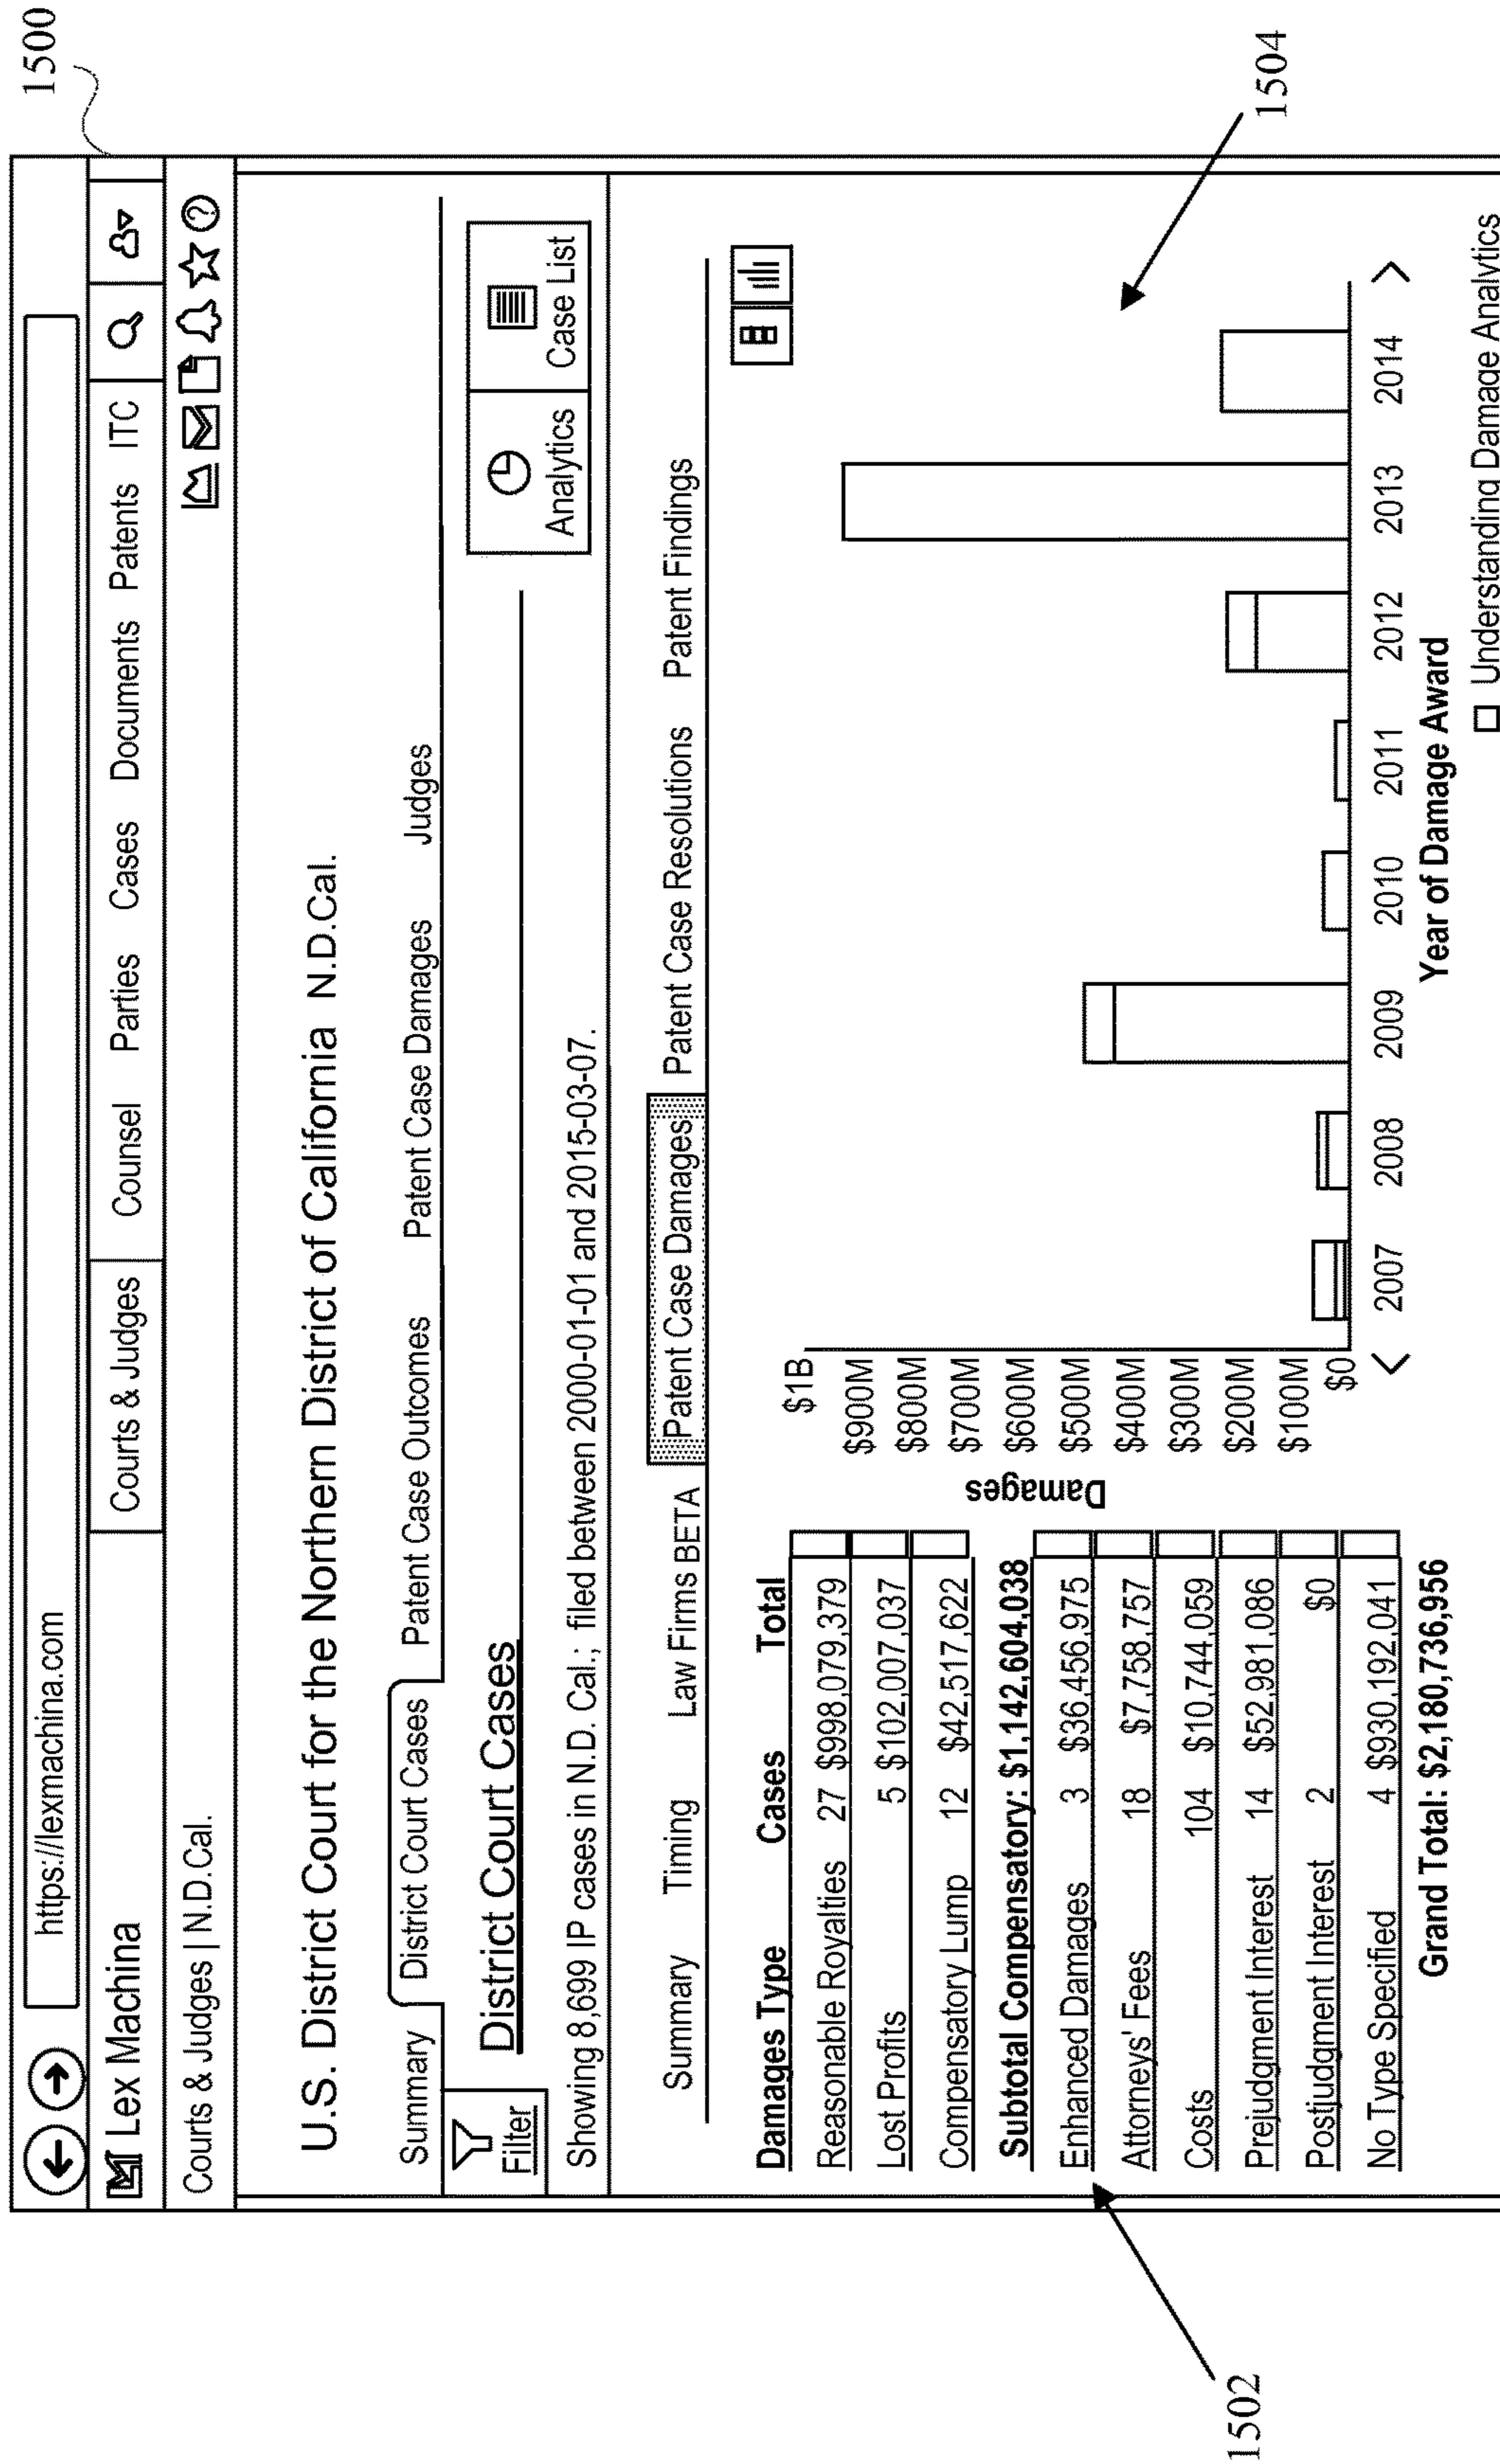 1500
https://lexmachina.com
Lex Machina Courts & Judges Counsel Parties Cases Documents Patents ITC
Courts & Judges | N.D.Cal.
U.S. District Court for the Northern District of California N.D.Cal.
Summary District Court Cases Patent Case Outcomes Patent Case Damages Judges
Filter
District Court Cases
Analytics Case List
Showing 8,699 IP cases in N.D. Cal.; filed between 2000-01-01 and 2015-03-07.
Summary Timing Law Firms BETA Patent Case Damages Patent Case Resolutions Patent Findings
Damages Type Cases Total
Reasonable Royalties 27 $998,079,379
Lost Profits 5 $102,007,037
Compensatory Lump 12 $42,517,622
Subtotal Compensatory: $1,142,604,038
Enhanced Damages 3 $36,456,975
Attorneys' Fees 18 $7,758,757
Costs 104 $10,744,059
Prejudgment Interest 14 $52,981,086
Postjudgment Interest 2 $0
No Type Specified 4 $930,192,041
Grand Total: $2,180,736,956
1502
Damages
$1B
$900M
$800M
$700M
$600M
$500M
$400M
$300M
$200M
$100M
$0
< 2007 2008 2009 2010 2011 2012 2013 2014 >
Year of Damage Award
Understanding Damage Analytics
1504